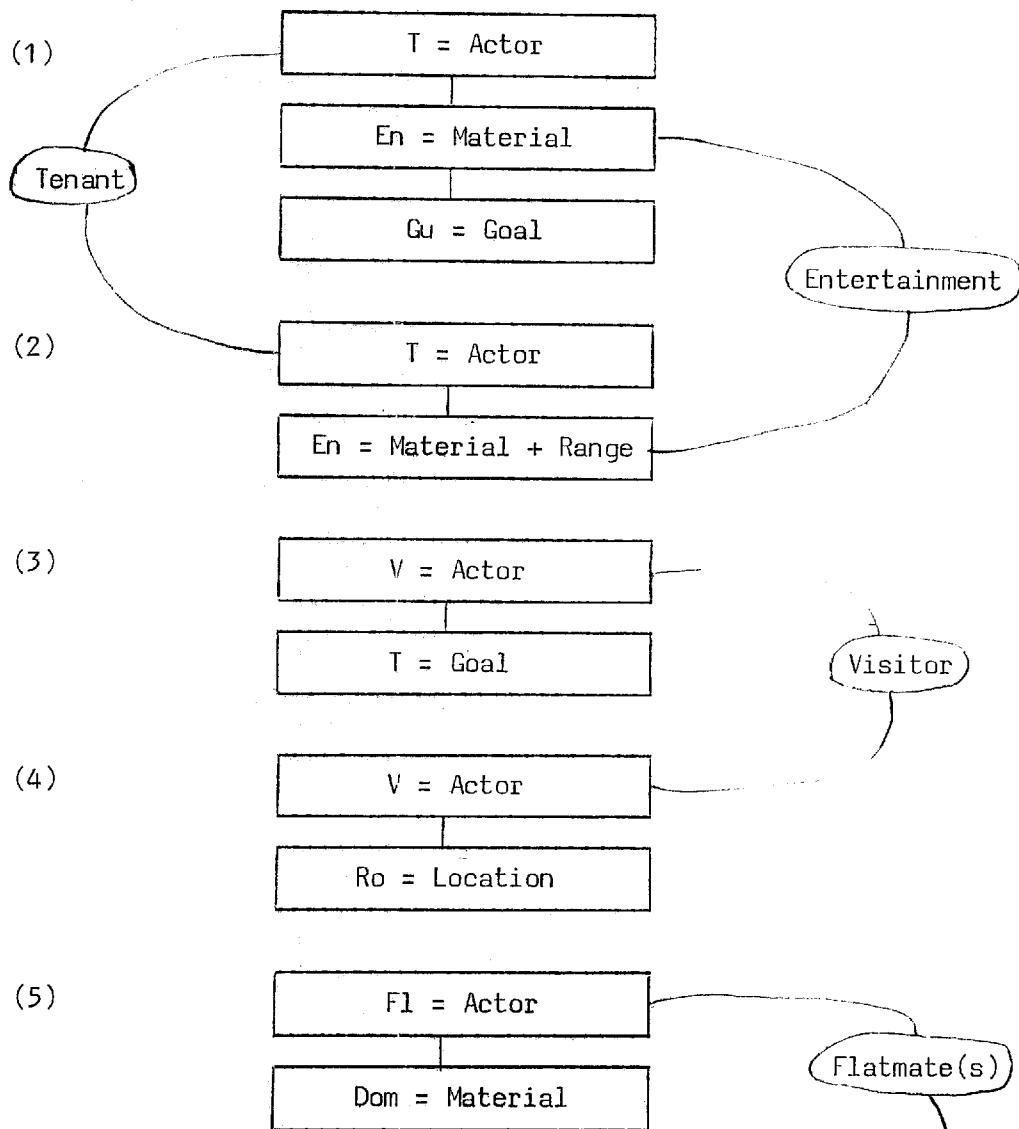 (1)
T = Actor
En = Material
Tenant
Gu = Goal
Entertainment
(2)
T = Actor
En = Material + Range
(3)
V = Actor
T = Goal
Visitor
(4)
V = Actor
Ro = Location
(5)
Fl = Actor
Flatmate(s)
Dom = Material